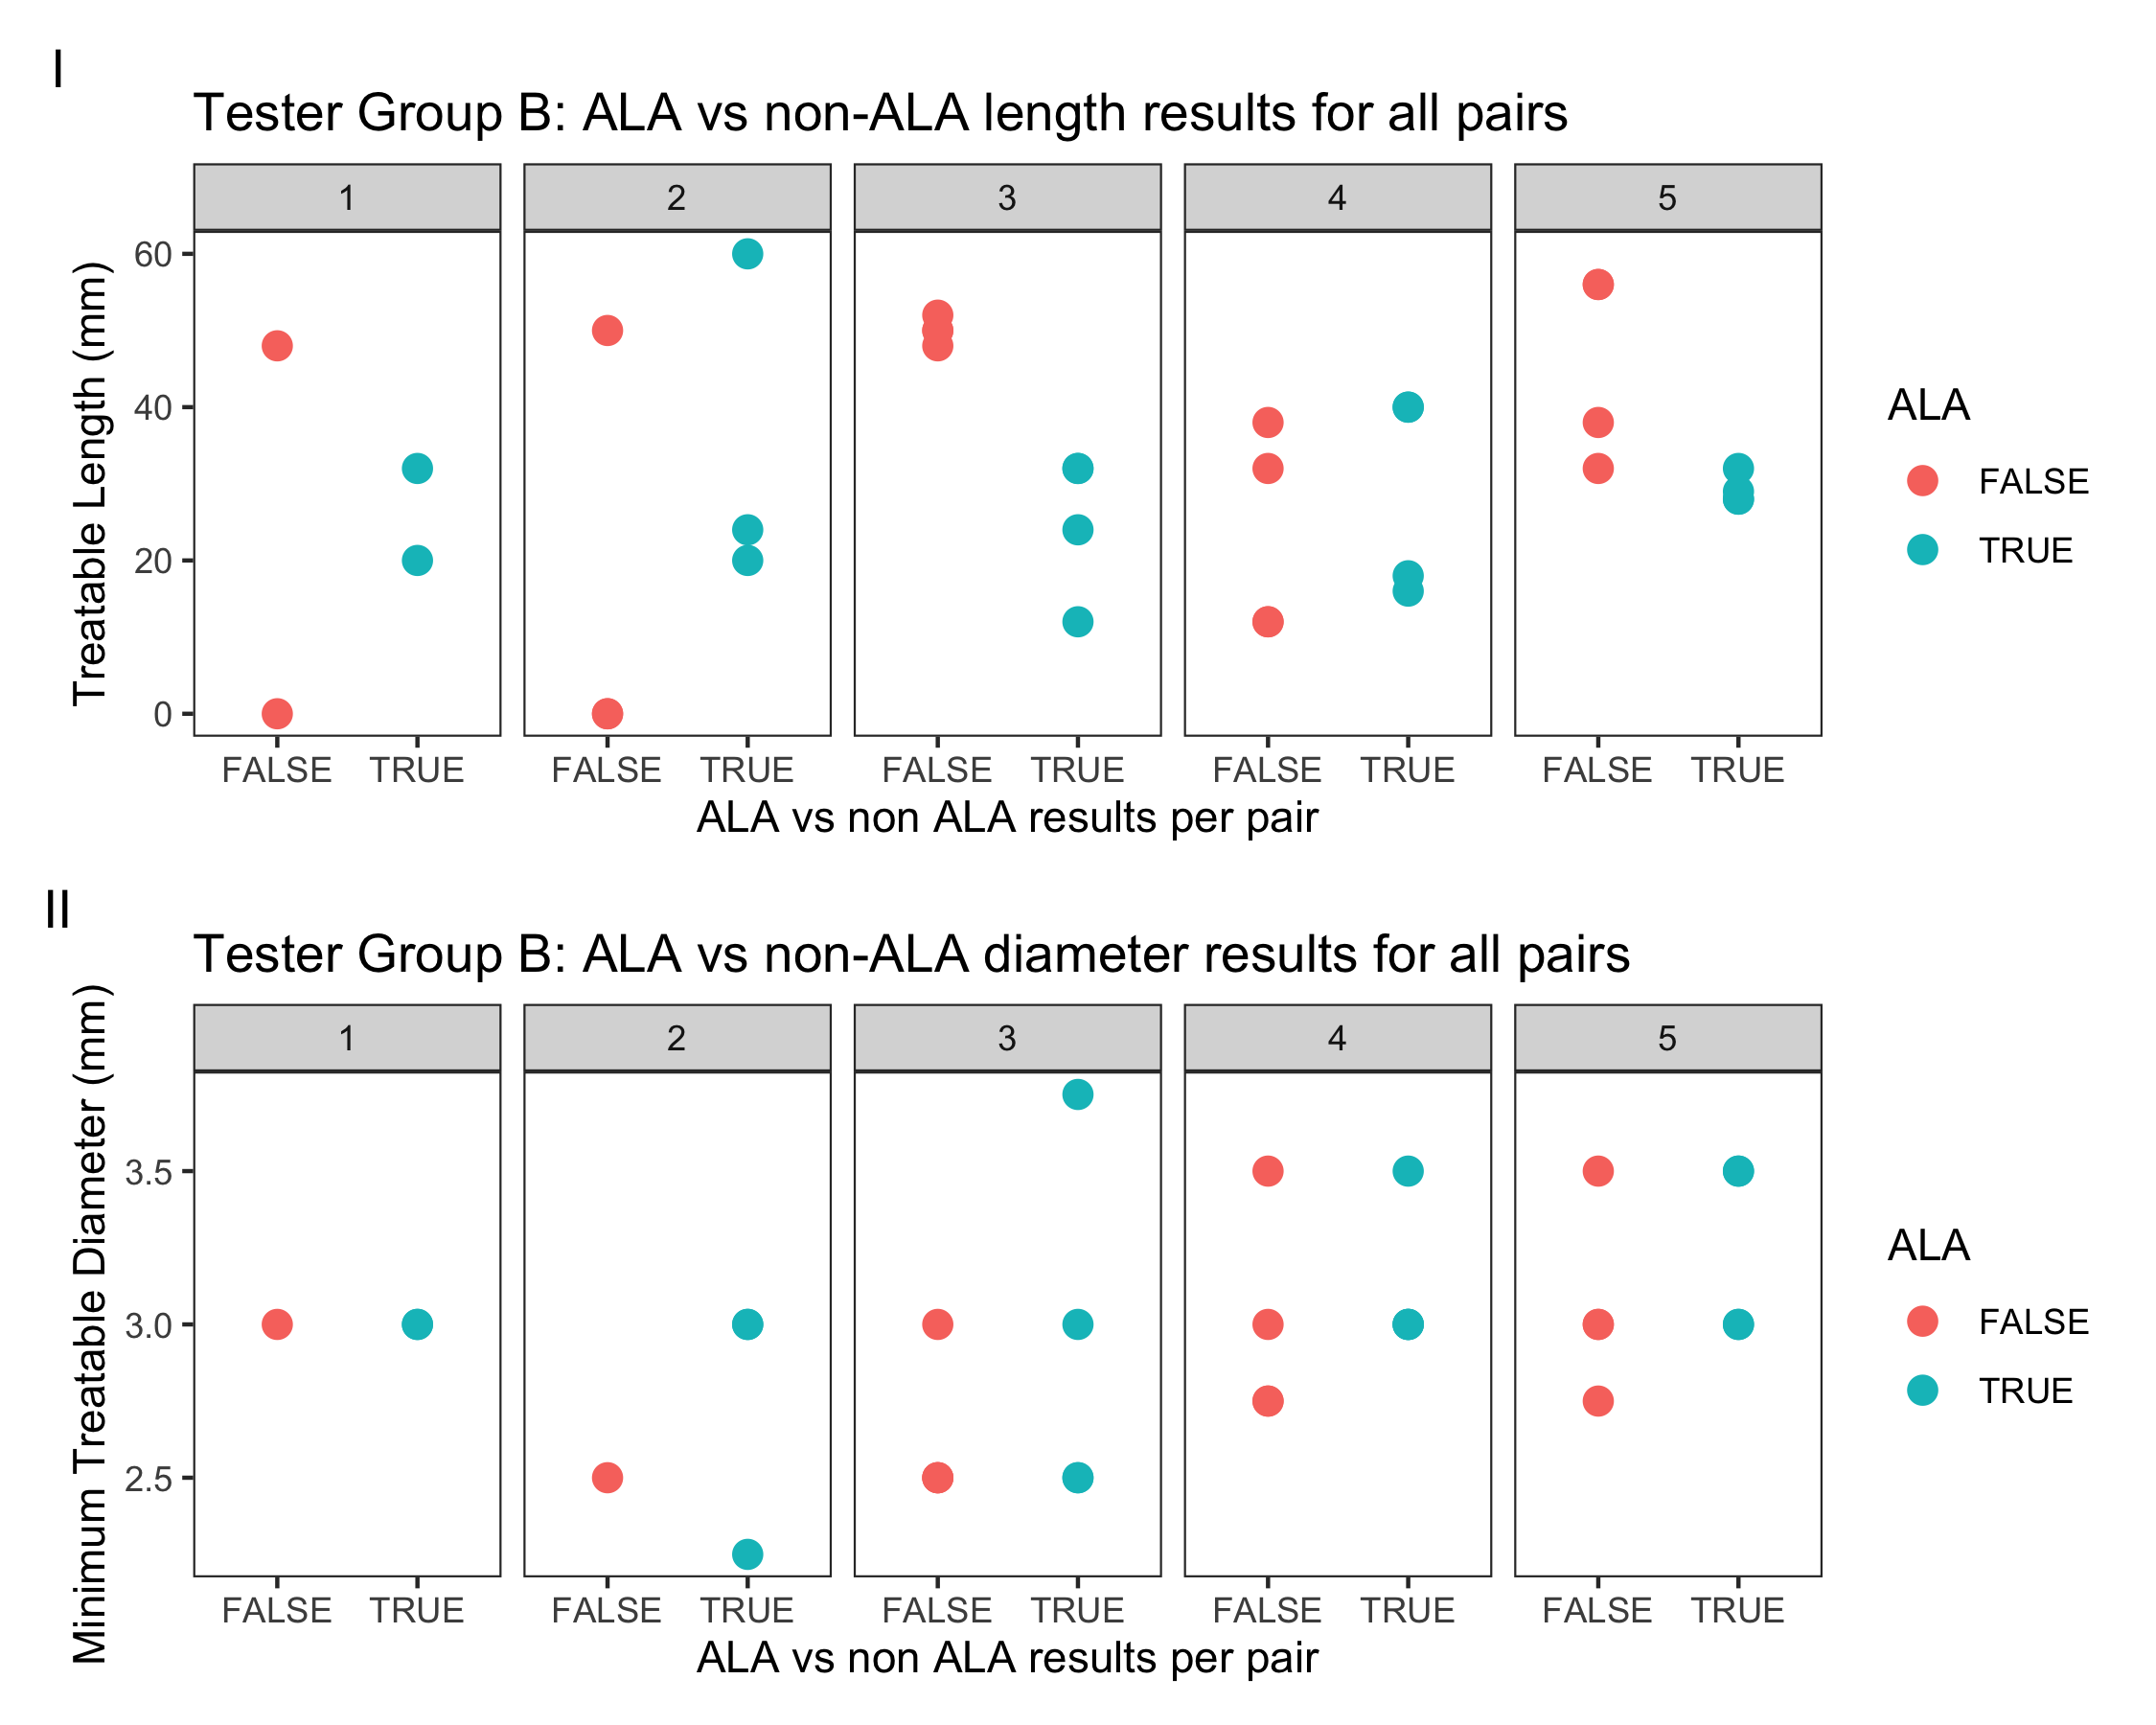 I
Tester Group B: ALA vs non-ALA length results for all pairs
1 2 3 4 5
Treatable Length (mm)
60
40
20
0
FALSE TRUE FALSE TRUE FALSE TRUE FALSE TRUE FALSE TRUE
ALA vs non ALA results per pair
ALA
FALSE
TRUE
II
Tester Group B: ALA vs non-ALA diameter results for all pairs
1 2 3 4 5
Minimum Treatable Diameter (mm)
3.5
3.0
2.5
FALSE TRUE FALSE TRUE FALSE TRUE FALSE TRUE FALSE TRUE
ALA vs non ALA results per pair
ALA
FALSE
TRUE